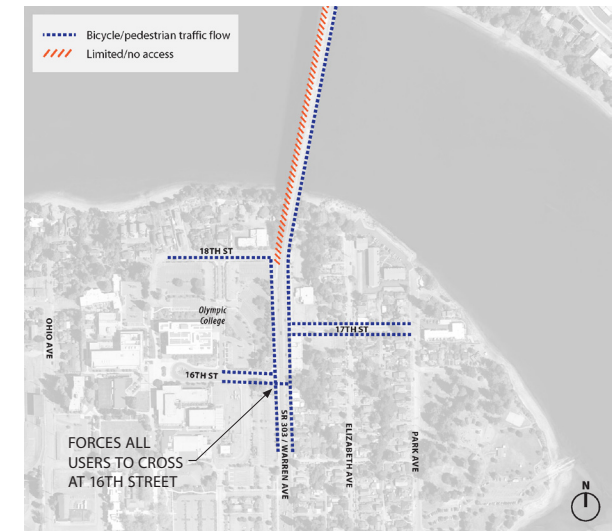 Bicycle/pedestrian traffic flow
Limited/no access
18TH ST
Olympic
College
17TH ST
OHIO AVE
16TH ST
SR 303 / WARREN AVE
ELIZABETH AVE
PARK AVE
FORCES ALL
USERS TO CROSS
AT 16TH STREET
N